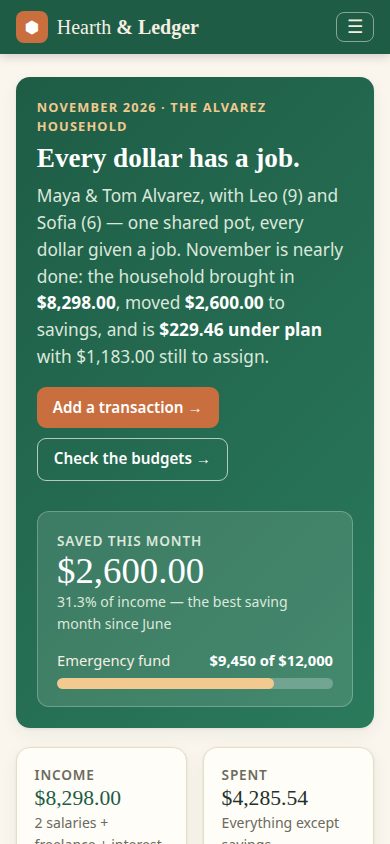 Hearth & Ledger
NOVEMBER 2026 · THE ALVAREZ
HOUSEHOLD
Every dollar has a job.
Maya & Tom Alvarez, with Leo (9) and
Sofia (6) — one shared pot, every
dollar given a job. November is nearly
done: the household brought in
$8,298.00, moved $2,600.00 to
savings, and is $229.46 under plan
with $1,183.00 still to assign.
Add a transaction →
Check the budgets →
SAVED THIS MONTH
$2,600.00
31.3% of income — the best saving
month since June
Emergency fund $9,450 of $12,000
INCOME
$8,298.00
2 salaries +
freelance + interest
SPENT
$4,285.54
Everything except
savings